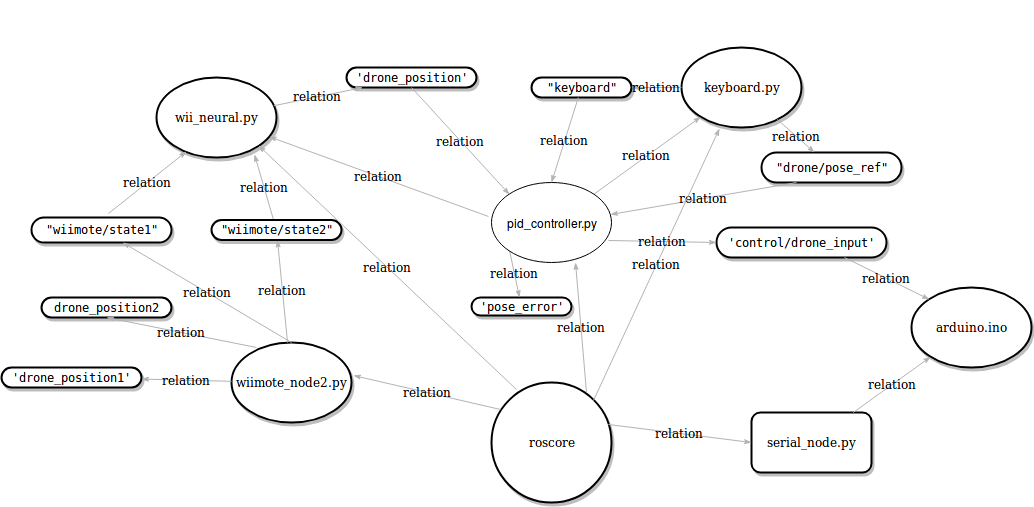 'drone_position'
"keyboard"
relation
keyboard.py
relation
wii_neural.py
relation
relation
relation
relation
"drone/pose_ref"
relation
relation
relation
relation
"wiimote/state1"
"wiimote/state2"
pid_controller.py
relation
'control/drone_input'
relation
relation
relation
relation
relation
relation
relation
drone_position2
'pose_error'
relation
relation
arduino.ino
'drone_position1'
relation
wiimote_node2.py
relation
relation
roscore
relation
serial_node.py